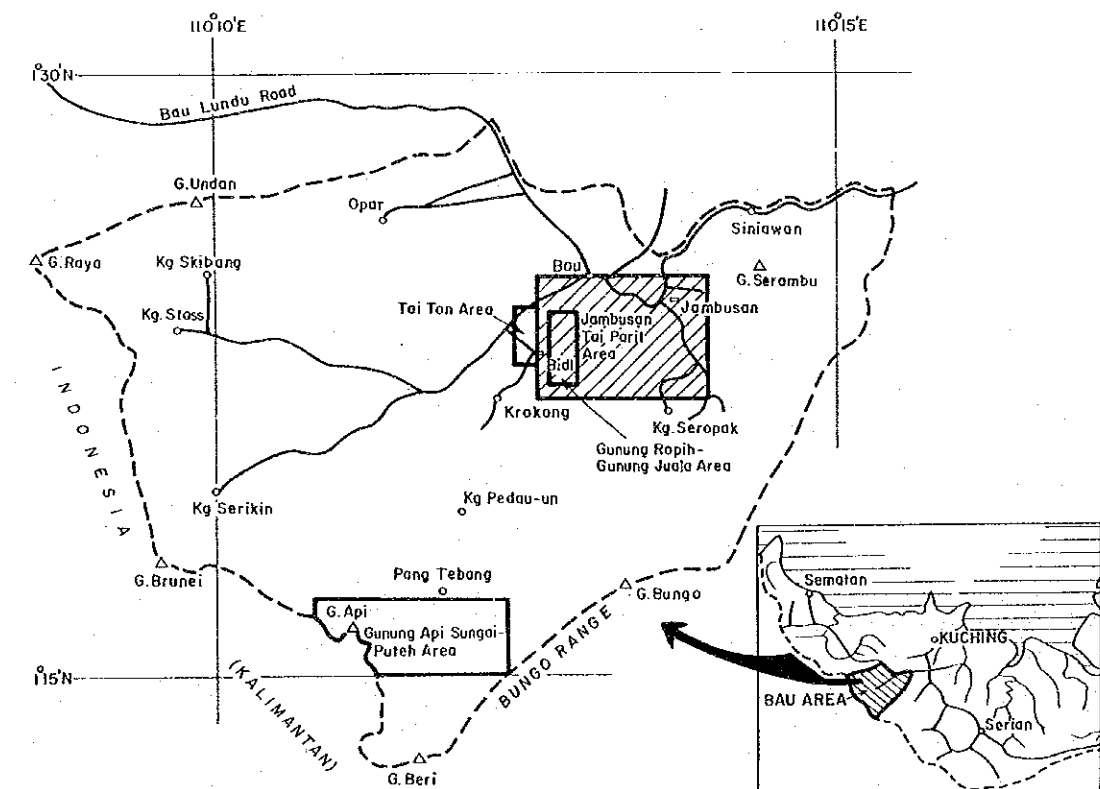 110°10'E
110°15'E
1°30'N
Bau Lundu Road
G.Undan
Opar
Siniawan
G.Raya
Kg Skibang
Bau
G.Serambu
Tai Ton Area
Jambusan
Kg. Stass
Jambusan
Tai Parit
Area
Bidi
INDONESIA
Krokong
Kg.Seropak
Gunung Ropih-
Gunung Juala Area
Kg Serikin
Kg Pedau-un
G.Brunei
Pang Tebang
G.Bungo
G.Api
Gunung Api Sungai-
Puteh Area
BUNGO RANGE
1°15'N
(KALIMANTAN)
G.Beri
Sematan
KUCHING
BAU AREA
Serian